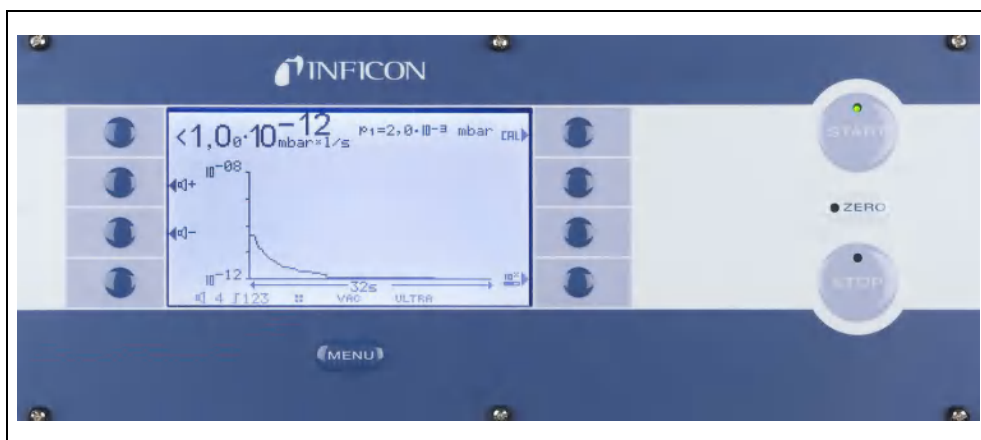 INFICON
<1,0₀·10⁻¹² mbar×l/s p1=2,0·10⁻³ mbar CAL
10⁻⁰⁸
+
-
10⁻¹²
32s
4 123 VAC ULTRA
START
ZERO
STOP
MENU